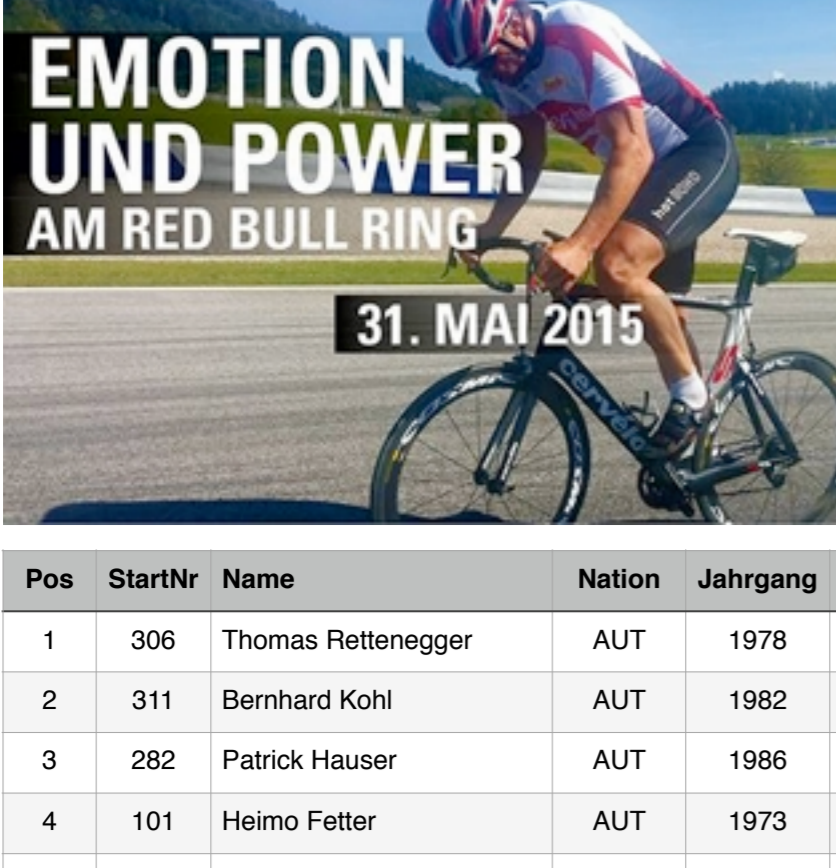 EMOTION
UND POWER
AM RED BULL RING
31. MAI 2015
hot BIOWO
cervélo
Pos StartNr Name Nation Jahrgang
1 306 Thomas Rettenegger AUT 1978
2 311 Bernhard Kohl AUT 1982
3 282 Patrick Hauser AUT 1986
4 101 Heimo Fetter AUT 1973